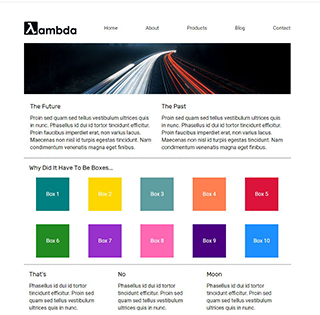 λambda
Home About Products Blog Contact
The Future
Proin quam sed tellus vestibulum ultrices quis
in nunc. Phasellus id dui id tortor tincidunt efficitur.
Proin faucibus imperdiet erat, non varius lacus.
Maecenas non nisl id turpis egestas tincidunt. Nam
condimentum venenatis magna eget finibus.
The Past
Proin quam sed tellus vestibulum ultrices quis
in nunc. Phasellus id dui id tortor tincidunt efficitur.
Proin faucibus imperdiet erat, non varius lacus.
Maecenas non nisl id turpis egestas tincidunt. Nam
condimentum venenatis magna eget finibus.
Why Did It Have To Be Boxes...
Box 1 Box 2 Box 3 Box 4 Box 5
Box 6 Box 7 Box 8 Box 9 Box 10
That's
Phasellus id dui id tortor
tincidunt efficitur. Proin sed
quam sed tellus vestibulum
ultrices quis in nunc.
No
Phasellus id dui id tortor
tincidunt efficitur. Proin sed
quam sed tellus vestibulum
ultrices quis in nunc.
Moon
Phasellus id dui id tortor
tincidunt efficitur. Proin sed
quam sed tellus vestibulum
ultrices quis in nunc.